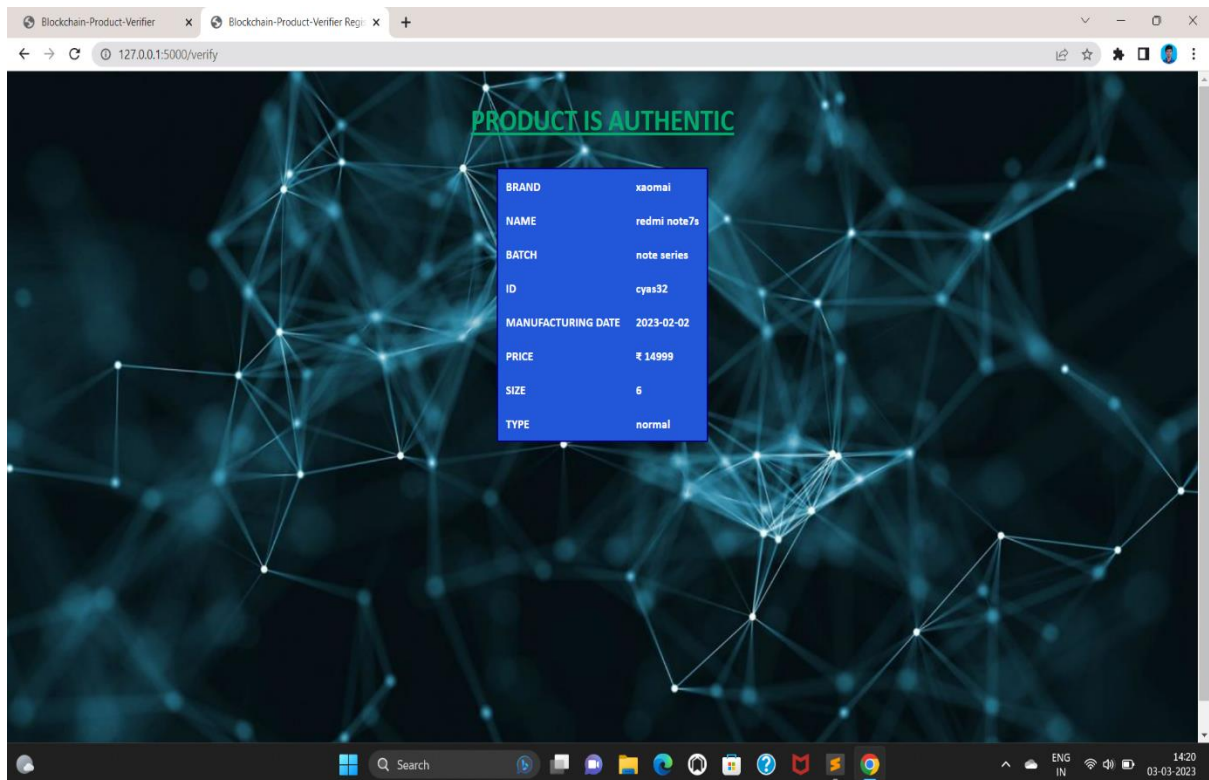 Blockchain-Product-Verifier
Blockchain-Product-Verifier Regi
127.0.0.1:5000/verify
PRODUCT IS AUTHENTIC
BRAND xaomai
NAME redmi note7s
BATCH note series
ID cyas32
MANUFACTURING DATE 2023-02-02
PRICE ₹ 14999
SIZE 6
TYPE normal
Search
ENG
IN
14:20
03-03-2023